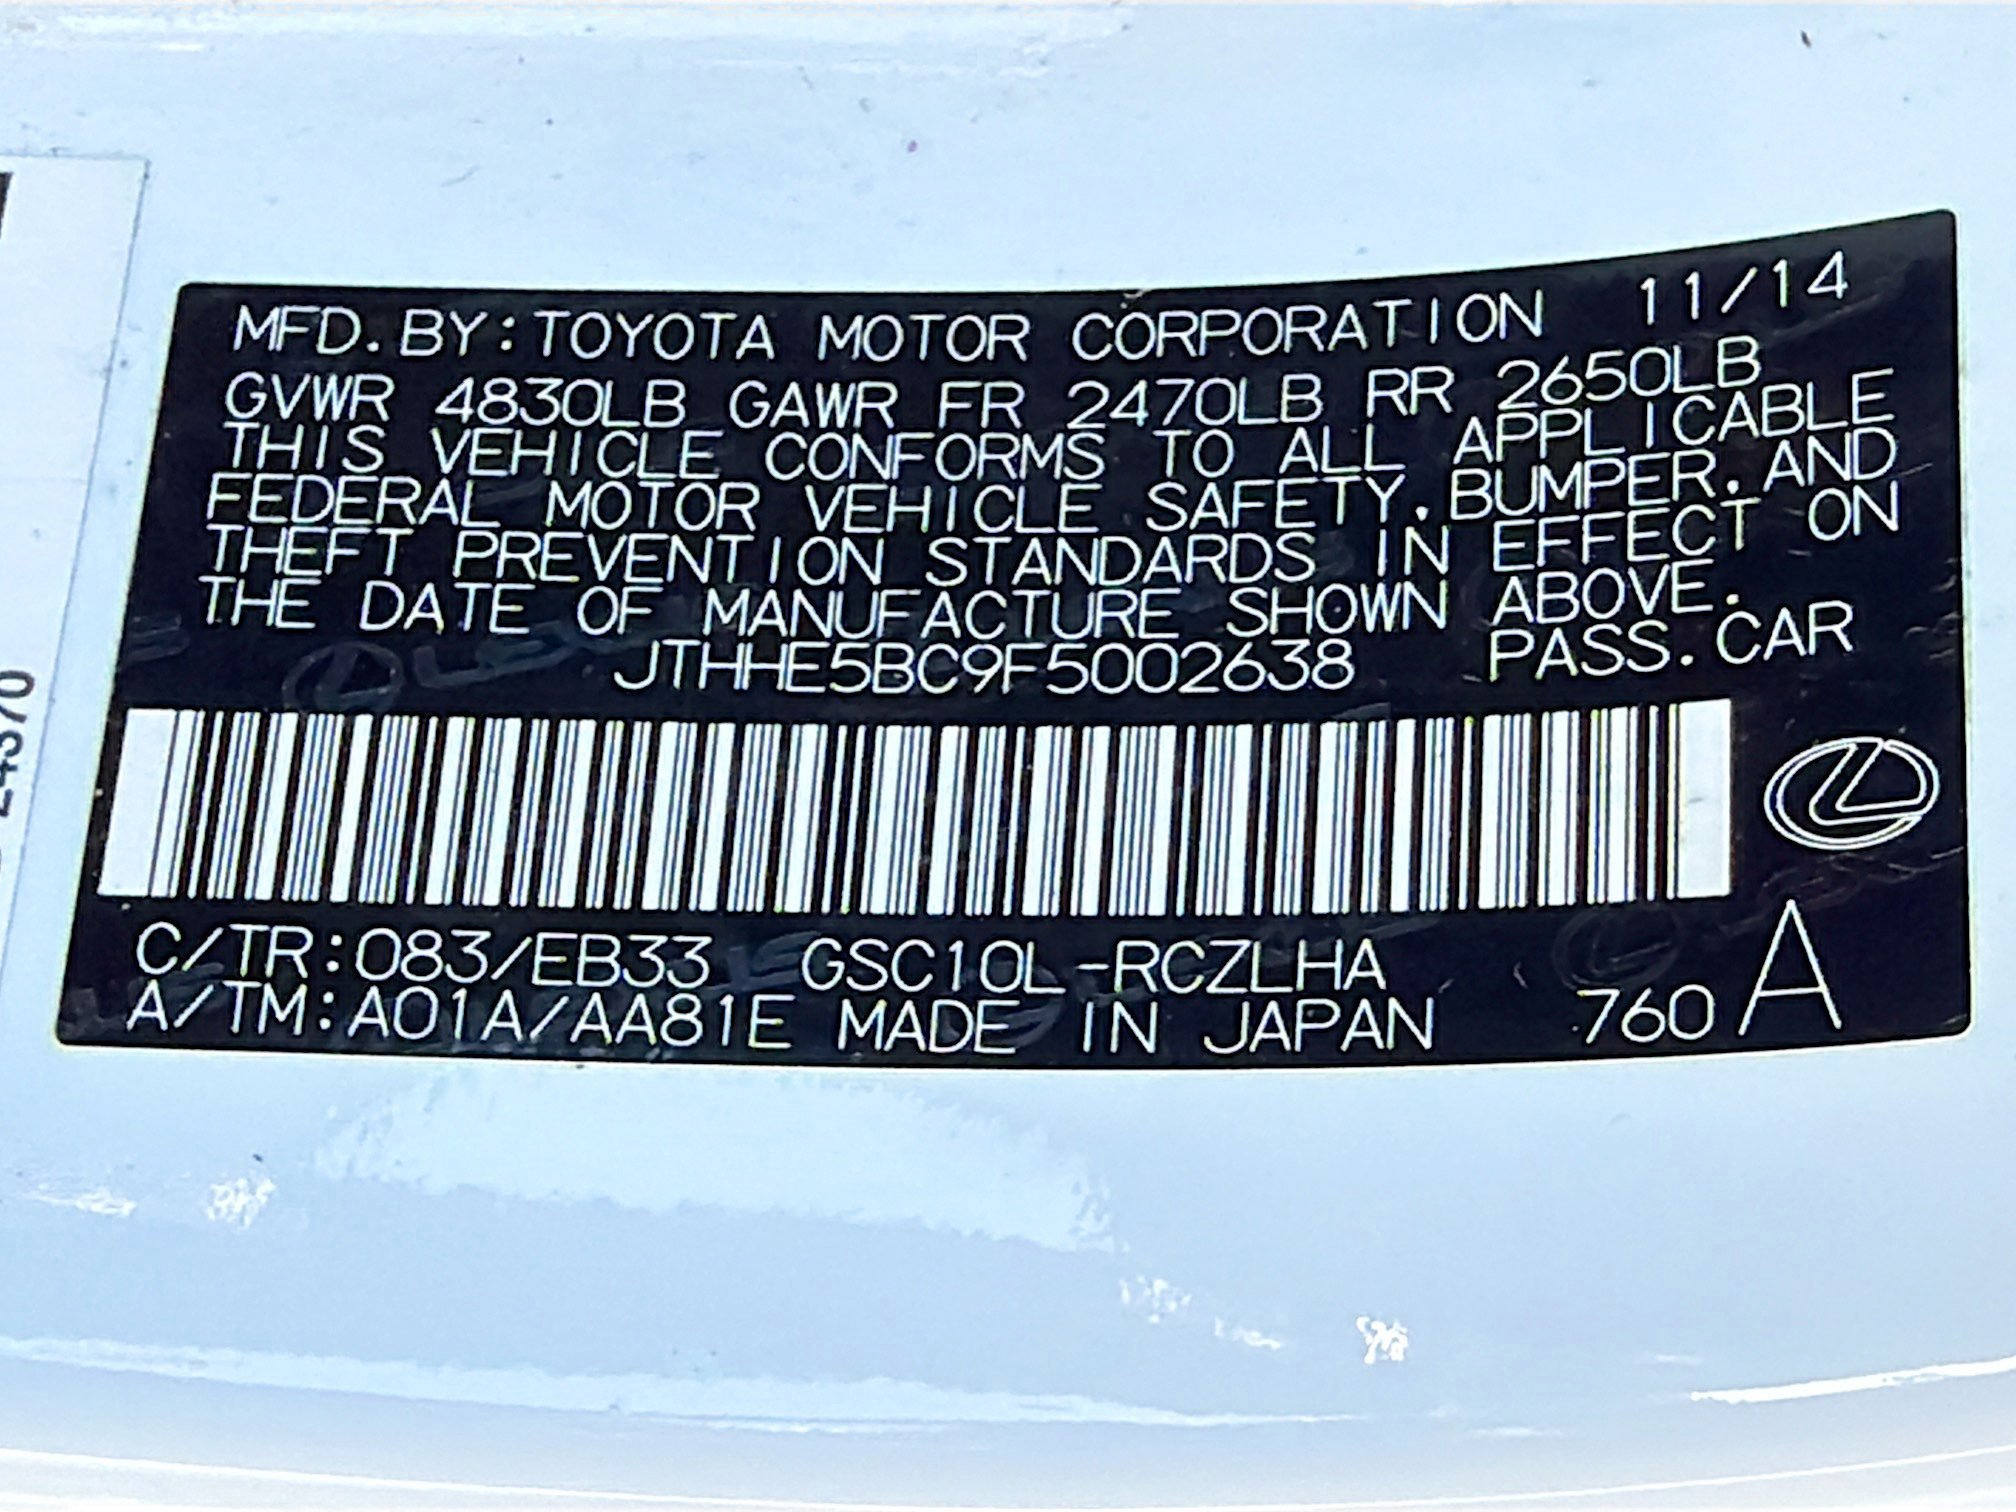 MFD.BY:TOYOTA MOTOR CORPORATION 11/14
GVWR 4830LB GAWR FR 2470LB RR 2650LB
THIS VEHICLE CONFORMS TO ALL APPLICABLE
FEDERAL MOTOR VEHICLE SAFETY,BUMPER,AND
THEFT PREVENTION STANDARDS IN EFFECT ON
THE DATE OF MANUFACTURE SHOWN ABOVE.
JTHHE5BC9F5002638 PASS.CAR
C/TR:083/EB33 GSC10L-RCZLHA
A/TM:A01A/AA81E MADE IN JAPAN 760 A
24370